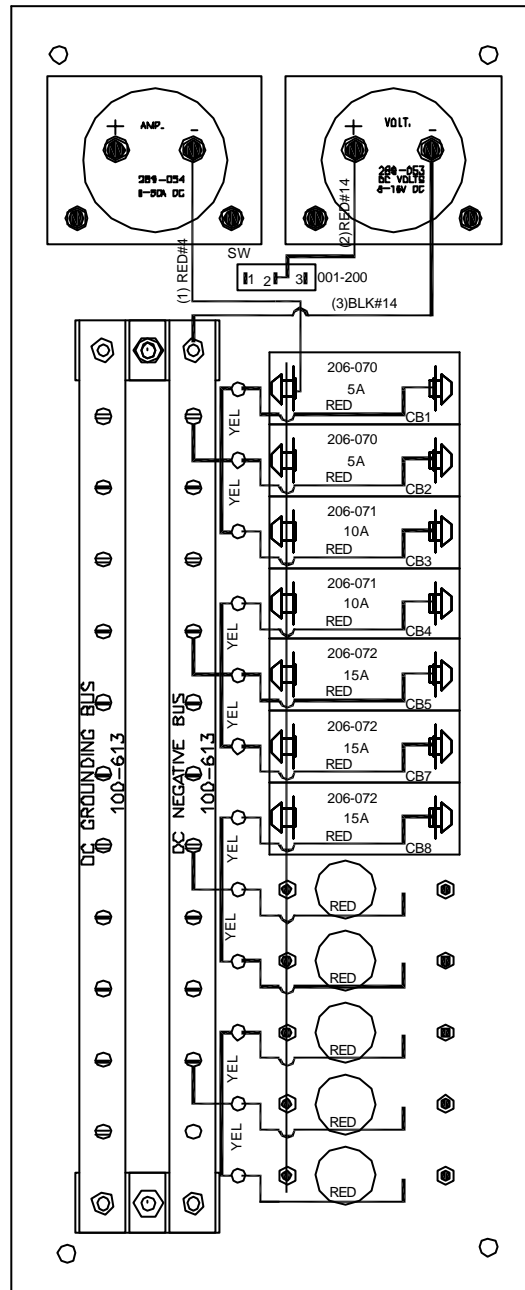 + AMP. -
289-054
0-50A DC
+ VOLT. -
289-053
DC VOLTS
8-16V DC
(1) RED#4
(2)RED#14
SW
1 2 3
001-200
(3)BLK#14
206-070
5A
RED
CB1
YEL
206-070
5A
RED
CB2
YEL
206-071
10A
RED
CB3
206-071
10A
RED
CB4
YEL
206-072
15A
RED
CB5
YEL
206-072
15A
RED
CB7
206-072
15A
RED
CB8
YEL
RED
YEL
RED
RED
YEL
RED
YEL
RED
DC GROUNDING BUS
100-613
DC NEGATIVE BUS
100-613